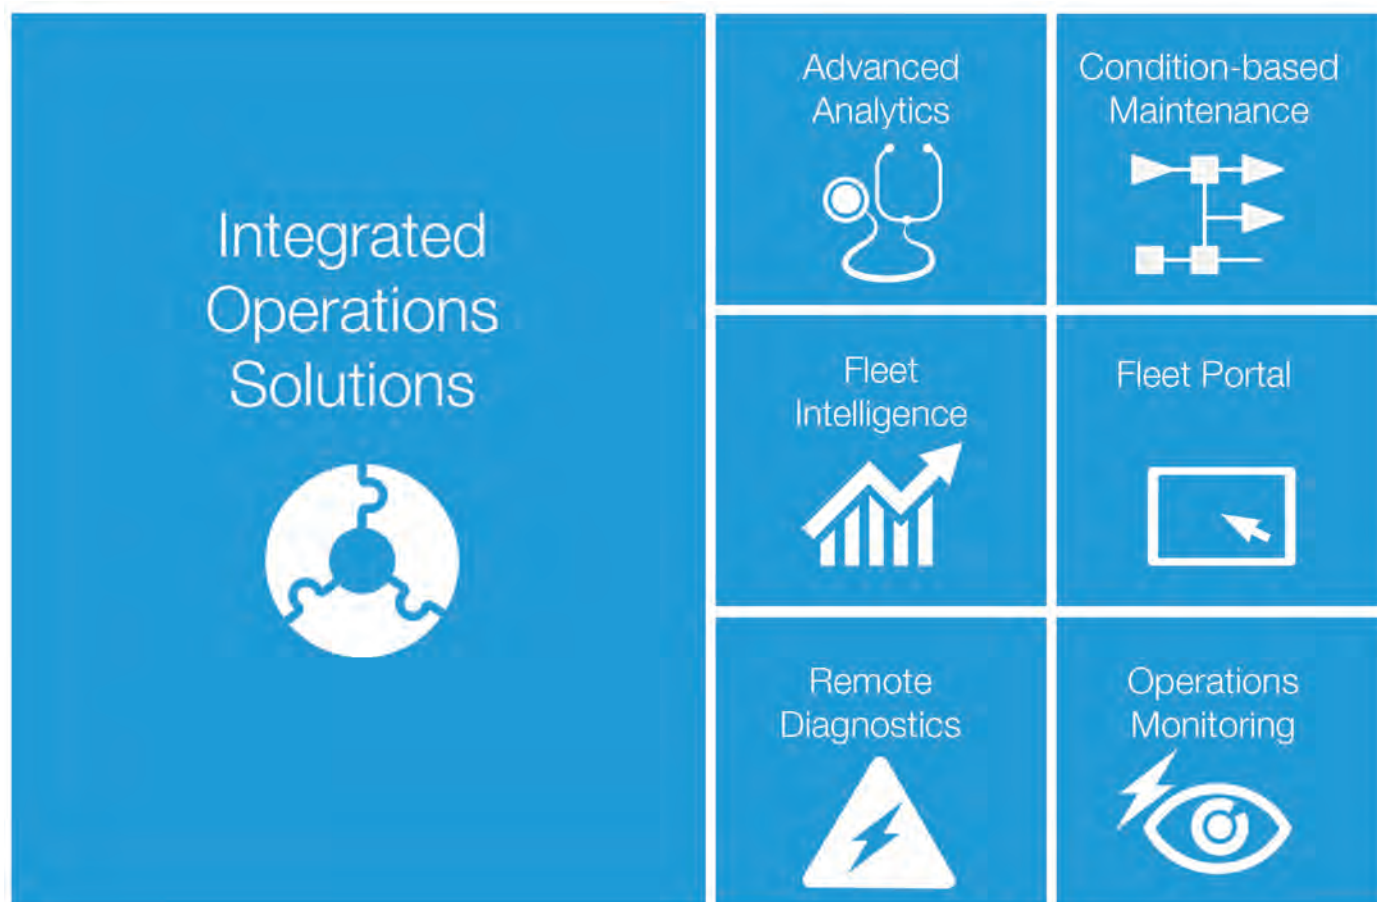 Integrated
Operations
Solutions
Advanced
Analytics
Condition-based
Maintenance
Fleet
Intelligence
Fleet Portal
Remote
Diagnostics
Operations
Monitoring